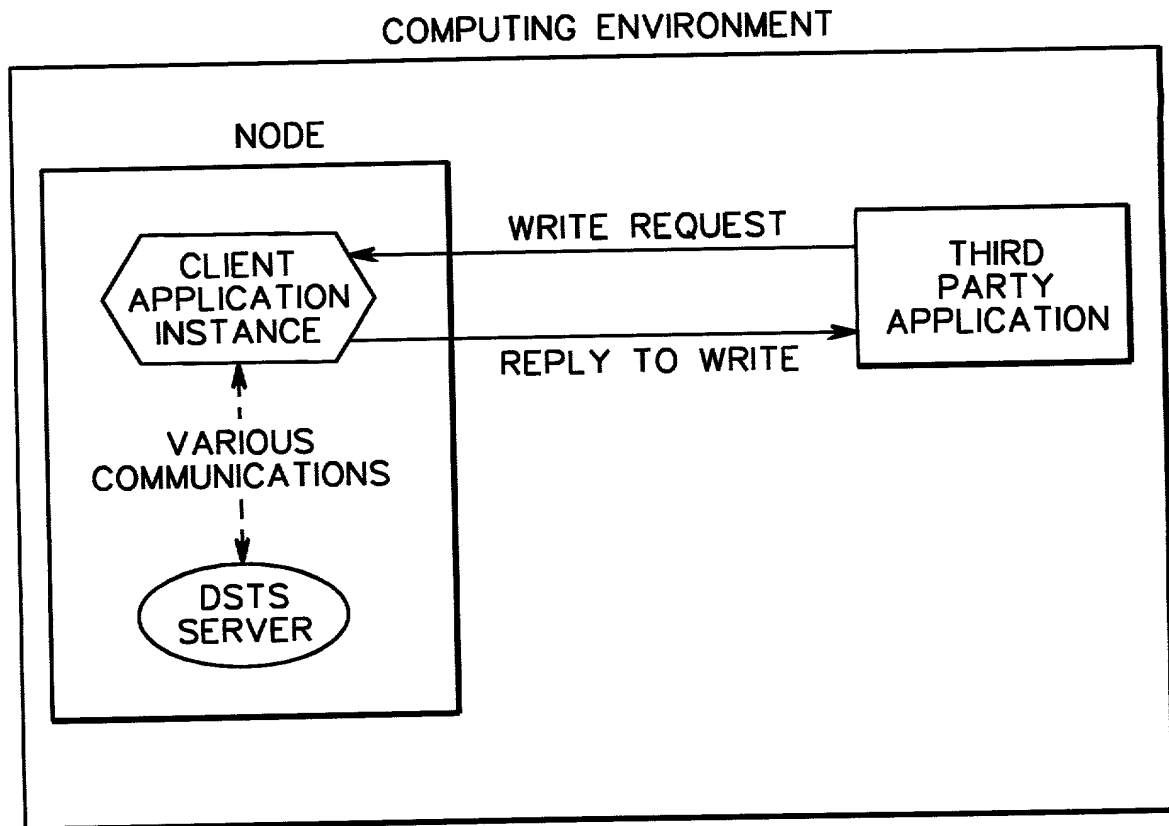 COMPUTING ENVIRONMENT
NODE
CLIENT
APPLICATION
INSTANCE
WRITE REQUEST
REPLY TO WRITE
THIRD
PARTY
APPLICATION
VARIOUS
COMMUNICATIONS
DSTS
SERVER